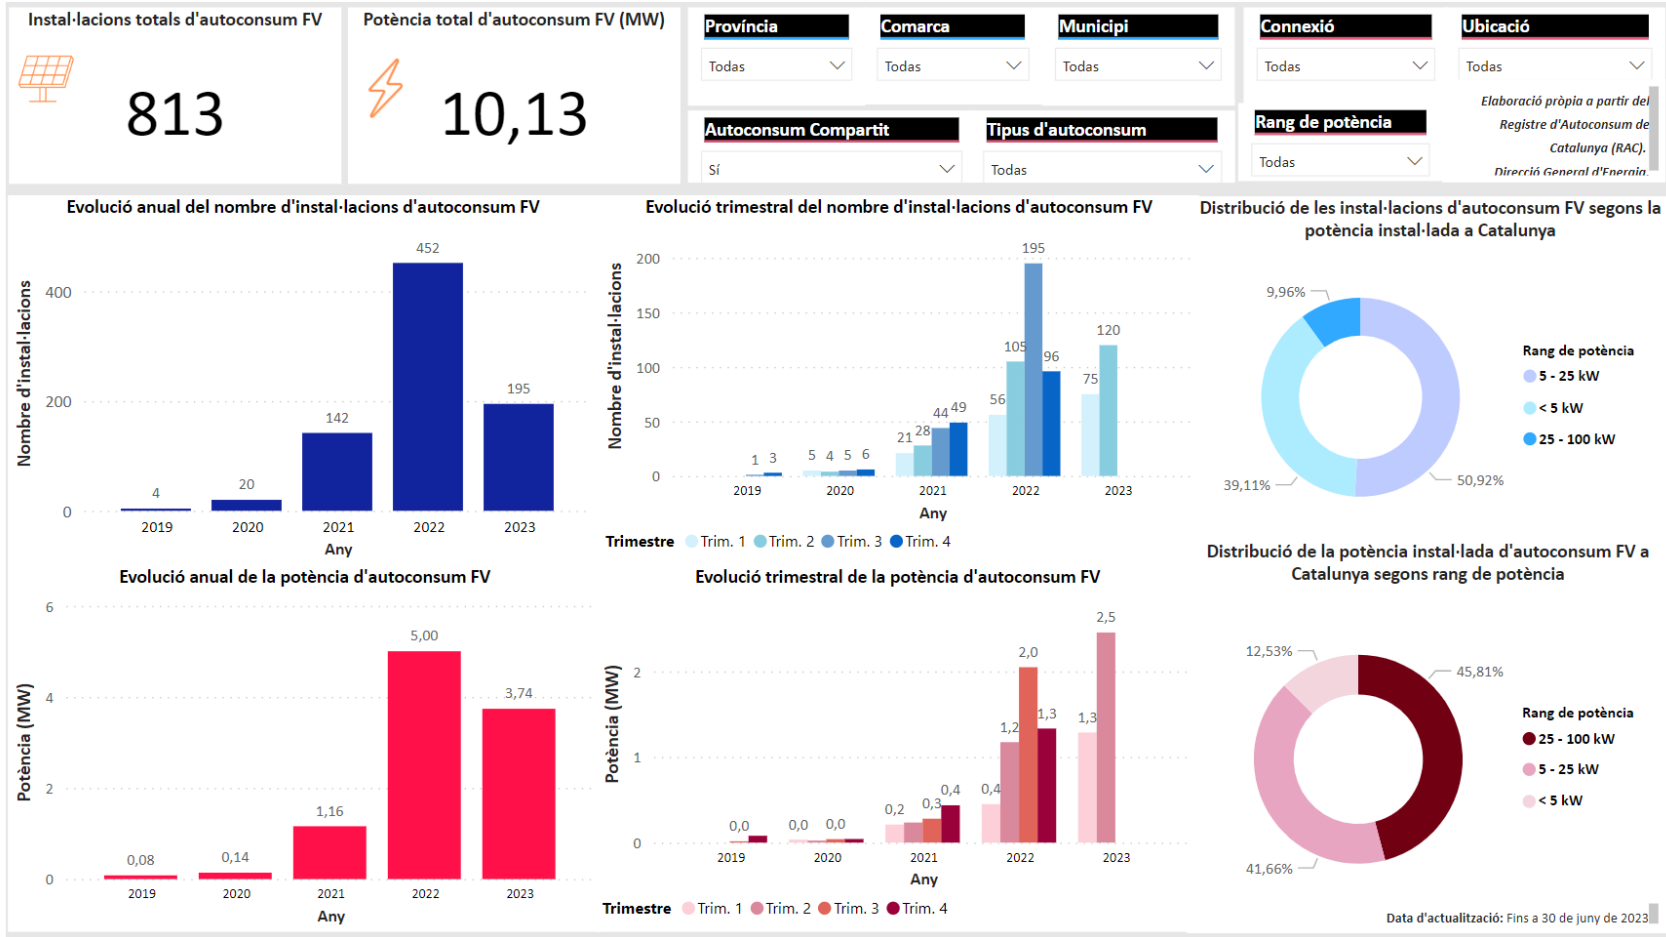 Instal·lacions totals d'autoconsum FV
813
Potència total d'autoconsum FV (MW)
10,13
Província
Todas
Comarca
Todas
Municipi
Todas
Connexió
Todas
Ubicació
Todas
Autoconsum Compartit
Sí
Tipus d'autoconsum
Todas
Rang de potència
Todas
Elaboració pròpia a partir del
Registre d'Autoconsum de
Catalunya (RAC).
Direcció General d'Energia.
Evolució anual del nombre d'instal·lacions d'autoconsum FV
Nombre d'instal·lacions
400
200
0
4
20
142
452
195
2019
2020
2021
2022
2023
Any
Evolució trimestral del nombre d'instal·lacions d'autoconsum FV
Nombre d'instal·lacions
200
150
100
50
0
1
3
5
4
5
6
21
28
44
49
56
105
195
96
75
120
2019
2020
2021
2022
2023
Any
Trimestre
Trim. 1
Trim. 2
Trim. 3
Trim. 4
Distribució de les instal·lacions d'autoconsum FV segons la
potència instal·lada a Catalunya
9,96%
39,11%
50,92%
Rang de potència
5 - 25 kW
< 5 kW
25 - 100 kW
Evolució anual de la potència d'autoconsum FV
Potència (MW)
6
4
2
0
0,08
0,14
1,16
5,00
3,74
2019
2020
2021
2022
2023
Any
Evolució trimestral de la potència d'autoconsum FV
Potència (MW)
2
1
0
0,0
0,0
0,0
0,2
0,3
0,4
0,4
1,2
2,0
1,3
1,3
2,5
2019
2020
2021
2022
2023
Any
Trimestre
Trim. 1
Trim. 2
Trim. 3
Trim. 4
Distribució de la potència instal·lada d'autoconsum FV a
Catalunya segons rang de potència
12,53%
45,81%
41,66%
Rang de potència
25 - 100 kW
5 - 25 kW
< 5 kW
Data d'actualització: Fins a 30 de juny de 2023